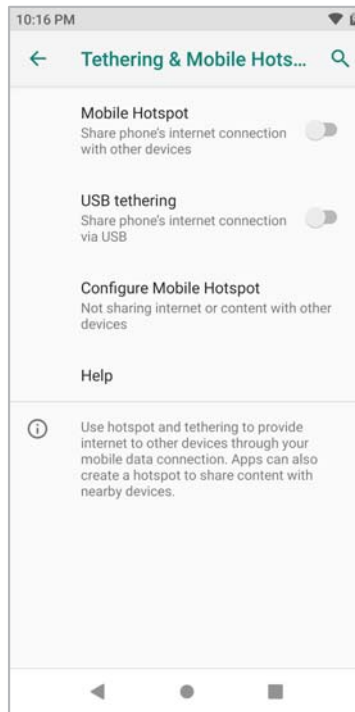 10:16 PM
Tethering & Mobile Hots...
Mobile Hotspot
Share phone's internet connection
with other devices
USB tethering
Share phone's internet connection
via USB
Configure Mobile Hotspot
Not sharing internet or content with other
devices
Help
Use hotspot and tethering to provide
internet to other devices through your
mobile data connection. Apps can also
create a hotspot to share content with
nearby devices.